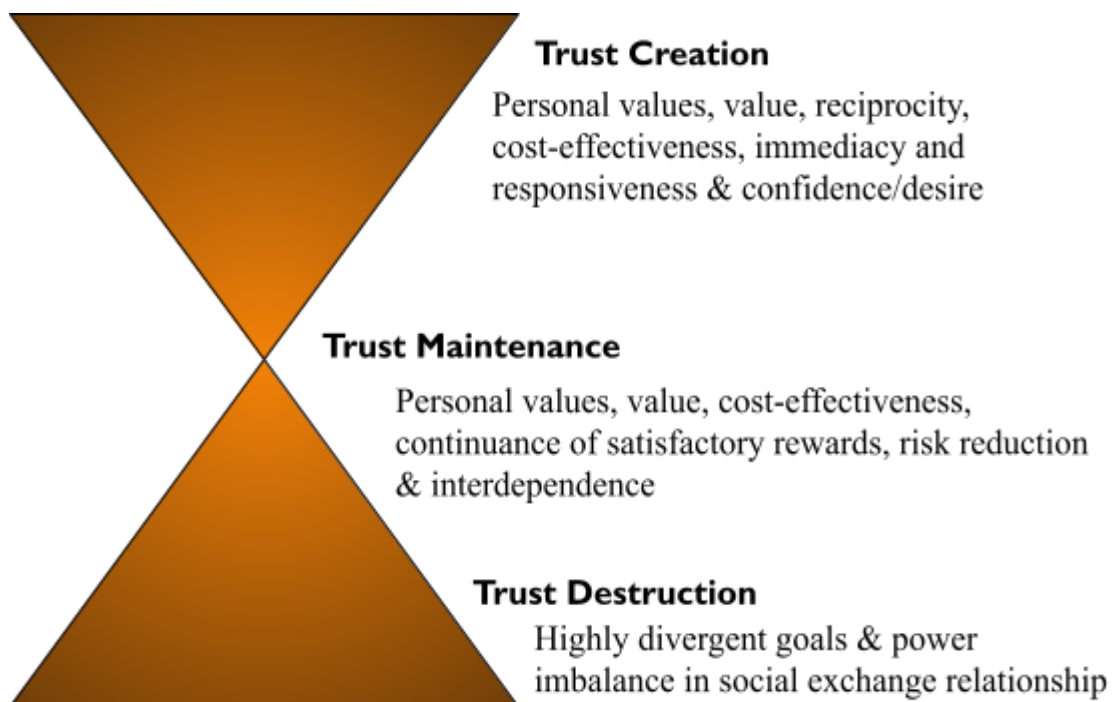 Trust Creation
Personal values, value, reciprocity,
cost-effectiveness, immediacy and
responsiveness & confidence/desire
Trust Maintenance
Personal values, value, cost-effectiveness,
continuance of satisfactory rewards, risk reduction
& interdependence
Trust Destruction
Highly divergent goals & power
imbalance in social exchange relationship